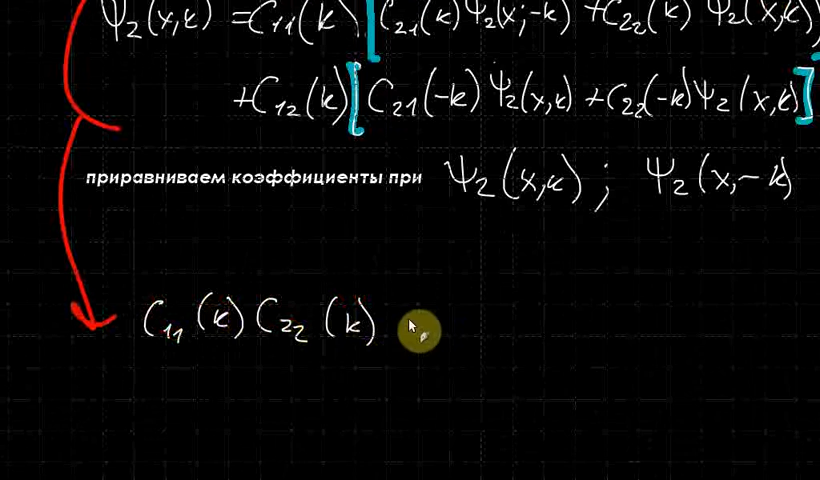 Ψ₂(x,k) = C₁₁(k) [C₂₁(k)Ψ₂(x;-k) + C₂₂(k) Ψ₂(x,k)
+C₁₂(k)[C₂₁(-k)Ψ₂(x,k) + C₂₂(-k)Ψ₂(x,k)]
приравниваем коэффициенты при Ψ₂(x,k) ; Ψ₂(x,-k)
C₁₁(k) C₂₂(k)